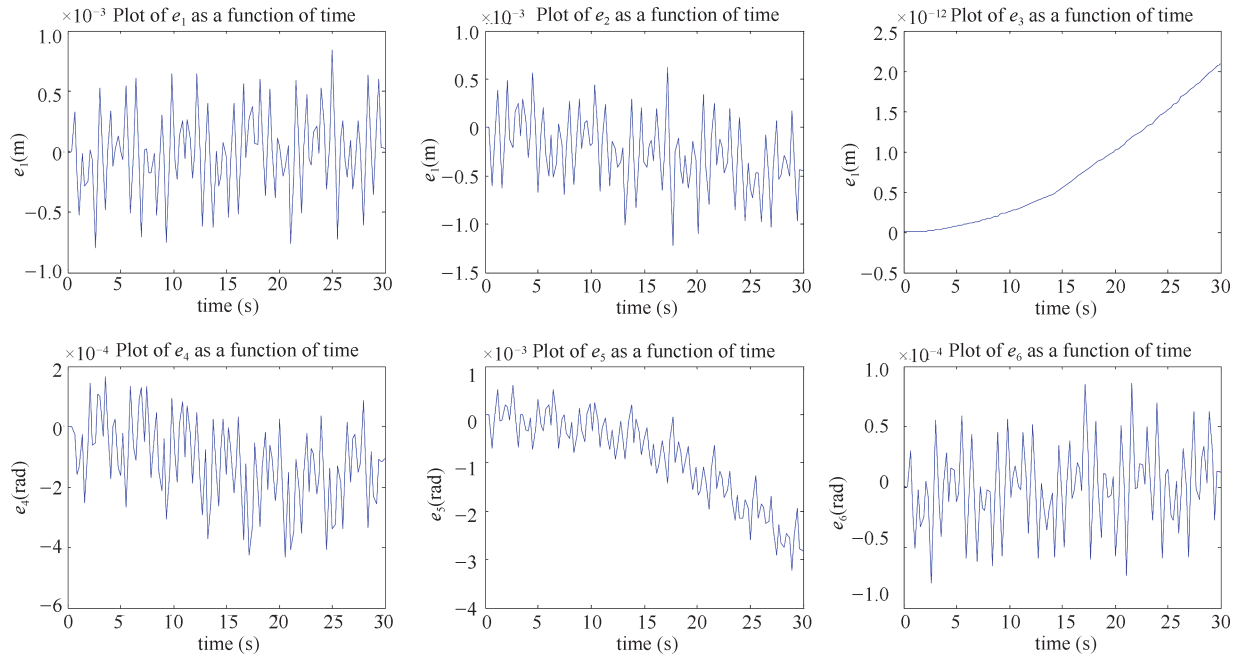 ×10⁻³ Plot of e₁ as a function of time
1.0
0.5
0
−0.5
−1.0
e₁(m)
0 5 10 15 20 25 30
time (s)
×10⁻³ Plot of e₂ as a function of time
1.0
0.5
0
−0.5
−1.0
−1.5
e₁(m)
0 5 10 15 20 25 30
time (s)
×10⁻¹² Plot of e₃ as a function of time
2.5
2.0
1.5
1.0
0.5
0
−0.5
e₁(m)
0 5 10 15 20 25 30
time (s)
×10⁻⁴ Plot of e₄ as a function of time
2
0
−2
−4
−6
e₄(rad)
0 5 10 15 20 25 30
time (s)
×10⁻³ Plot of e₅ as a function of time
1
0
−1
−2
−3
−4
e₅(rad)
0 5 10 15 20 25 30
time (s)
×10⁻⁴ Plot of e₆ as a function of time
1.0
0.5
0
−0.5
−1.0
e₆(rad)
0 5 10 15 20 25 30
time (s)